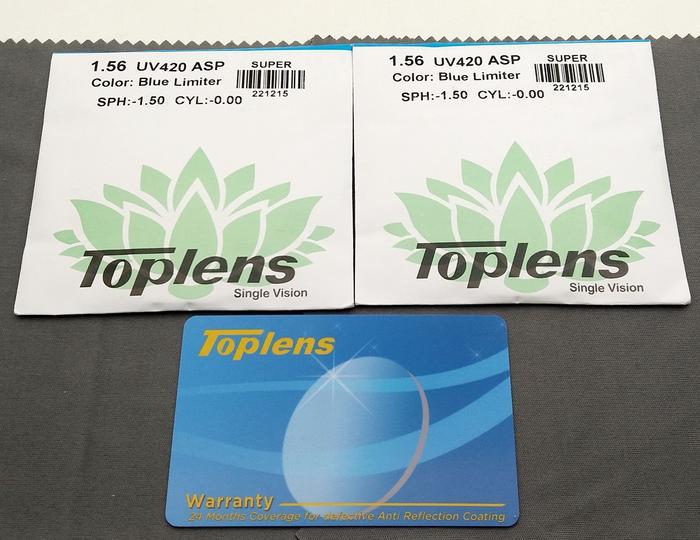 1.56 UV420 ASP SUPER
Color: Blue Limiter
221215
SPH:-1.50 CYL:-0.00
Toplens
Single Vision
1.56 UV420 ASP SUPER
Color: Blue Limiter
221215
SPH:-1.50 CYL:-0.00
Toplens
Single Vision
Toplens
Warranty
24 Months Coverage for defective Anti Reflection Coating